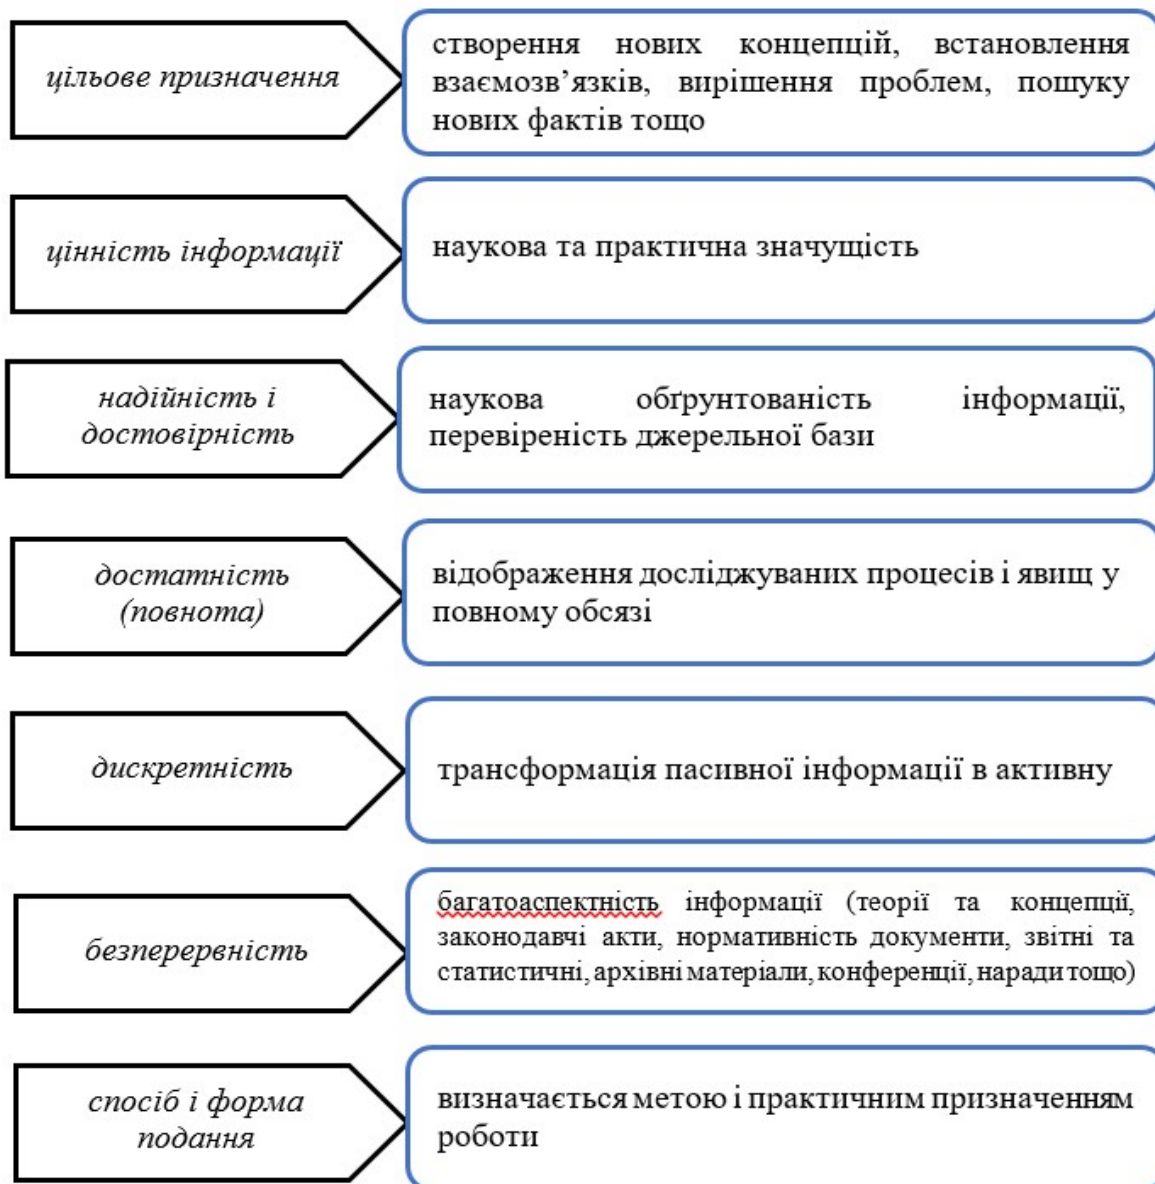 цільове призначення
створення нових концепцій, встановлення
взаємозв’язків, вирішення проблем, пошуку
нових фактів тощо
цінність інформації
наукова та практична значущість
надійність і
достовірність
наукова обґрунтованість інформації,
перевіреність джерельної бази
достатність
(повнота)
відображення досліджуваних процесів і явищ у
повному обсязі
дискретність
трансформація пасивної інформації в активну
безперервність
багатоаспектність інформації (теорії та концепції,
законодавчі акти, нормативність документи, звітні та
статистичні, архівні матеріали, конференції, наради тощо)
спосіб і форма
подання
визначається метою і практичним призначенням
роботи